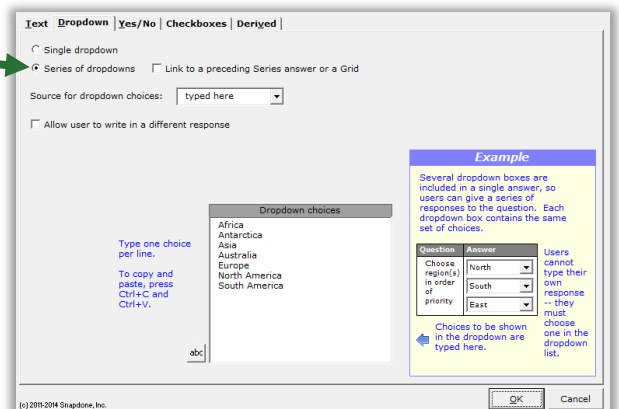 Text Dropdown Yes/No Checkboxes Derived
Single dropdown
Series of dropdowns Link to a preceding Series answer or a Grid
Source for dropdown choices: typed here
Allow user to write in a different response
Type one choice
per line.
To copy and
paste, press
Ctrl+C and
Ctrl+V.
Dropdown choices
Africa
Antarctica
Asia
Australia
Europe
North America
South America
abc
Example
Several dropdown boxes are
included in a single answer, so
users can give a series of
responses to the question. Each
dropdown box contains the same
set of choices.
Question Answer
Choose
region(s)
in order
of
priority
North
South
East
Users
cannot
type their
own
response
-- they
must
choose
one in the
dropdown
list.
Choices to be shown
in the dropdown are
typed here.
(c) 2011-2014 Snapdone, Inc.
OK Cancel